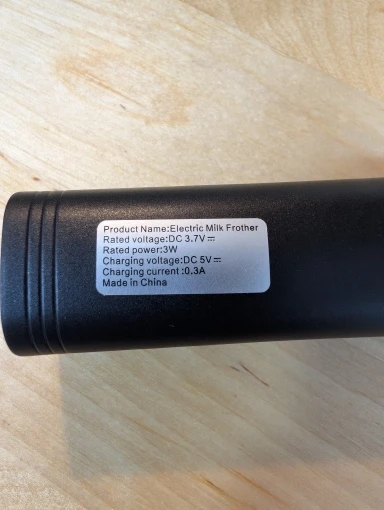 Product Name:Electric Milk Frother
Rated voltage:DC 3.7V ⎓
Rated power:3W
Charging voltage:DC 5V ⎓
Charging current :0.3A
Made in China